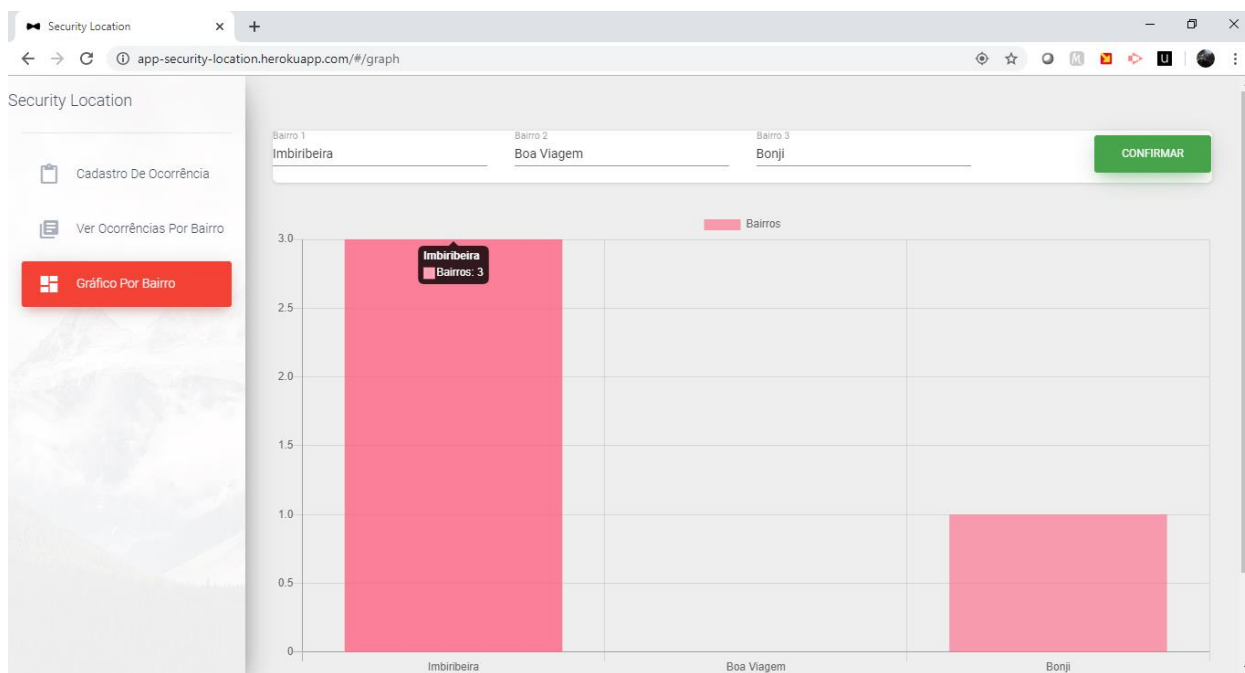 Security Location
app-security-location.herokuapp.com/#/graph
Security Location
Cadastro De Ocorrência
Ver Ocorrências Por Bairro
Gráfico Por Bairro
Bairro 1
Imbiribeira
Bairro 2
Boa Viagem
Bairro 3
Bonji
CONFIRMAR
Bairros
3.0
Imbiribeira
Bairros: 3
2.5
2.0
1.5
1.0
0.5
0
Imbiribeira
Boa Viagem
Bonji